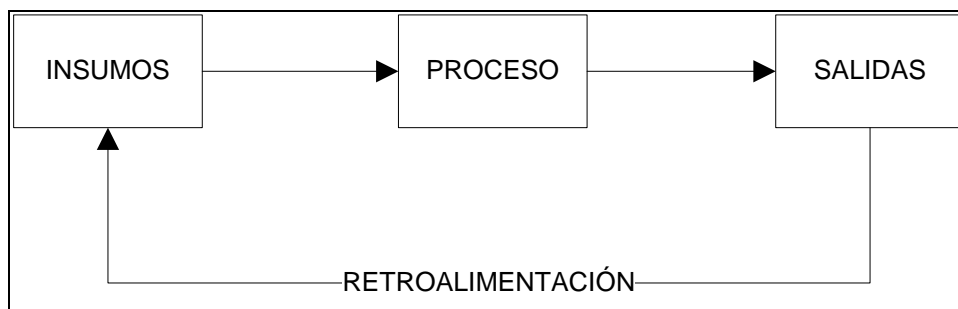 INSUMOS
PROCESO
SALIDAS
RETROALIMENTACIÓN